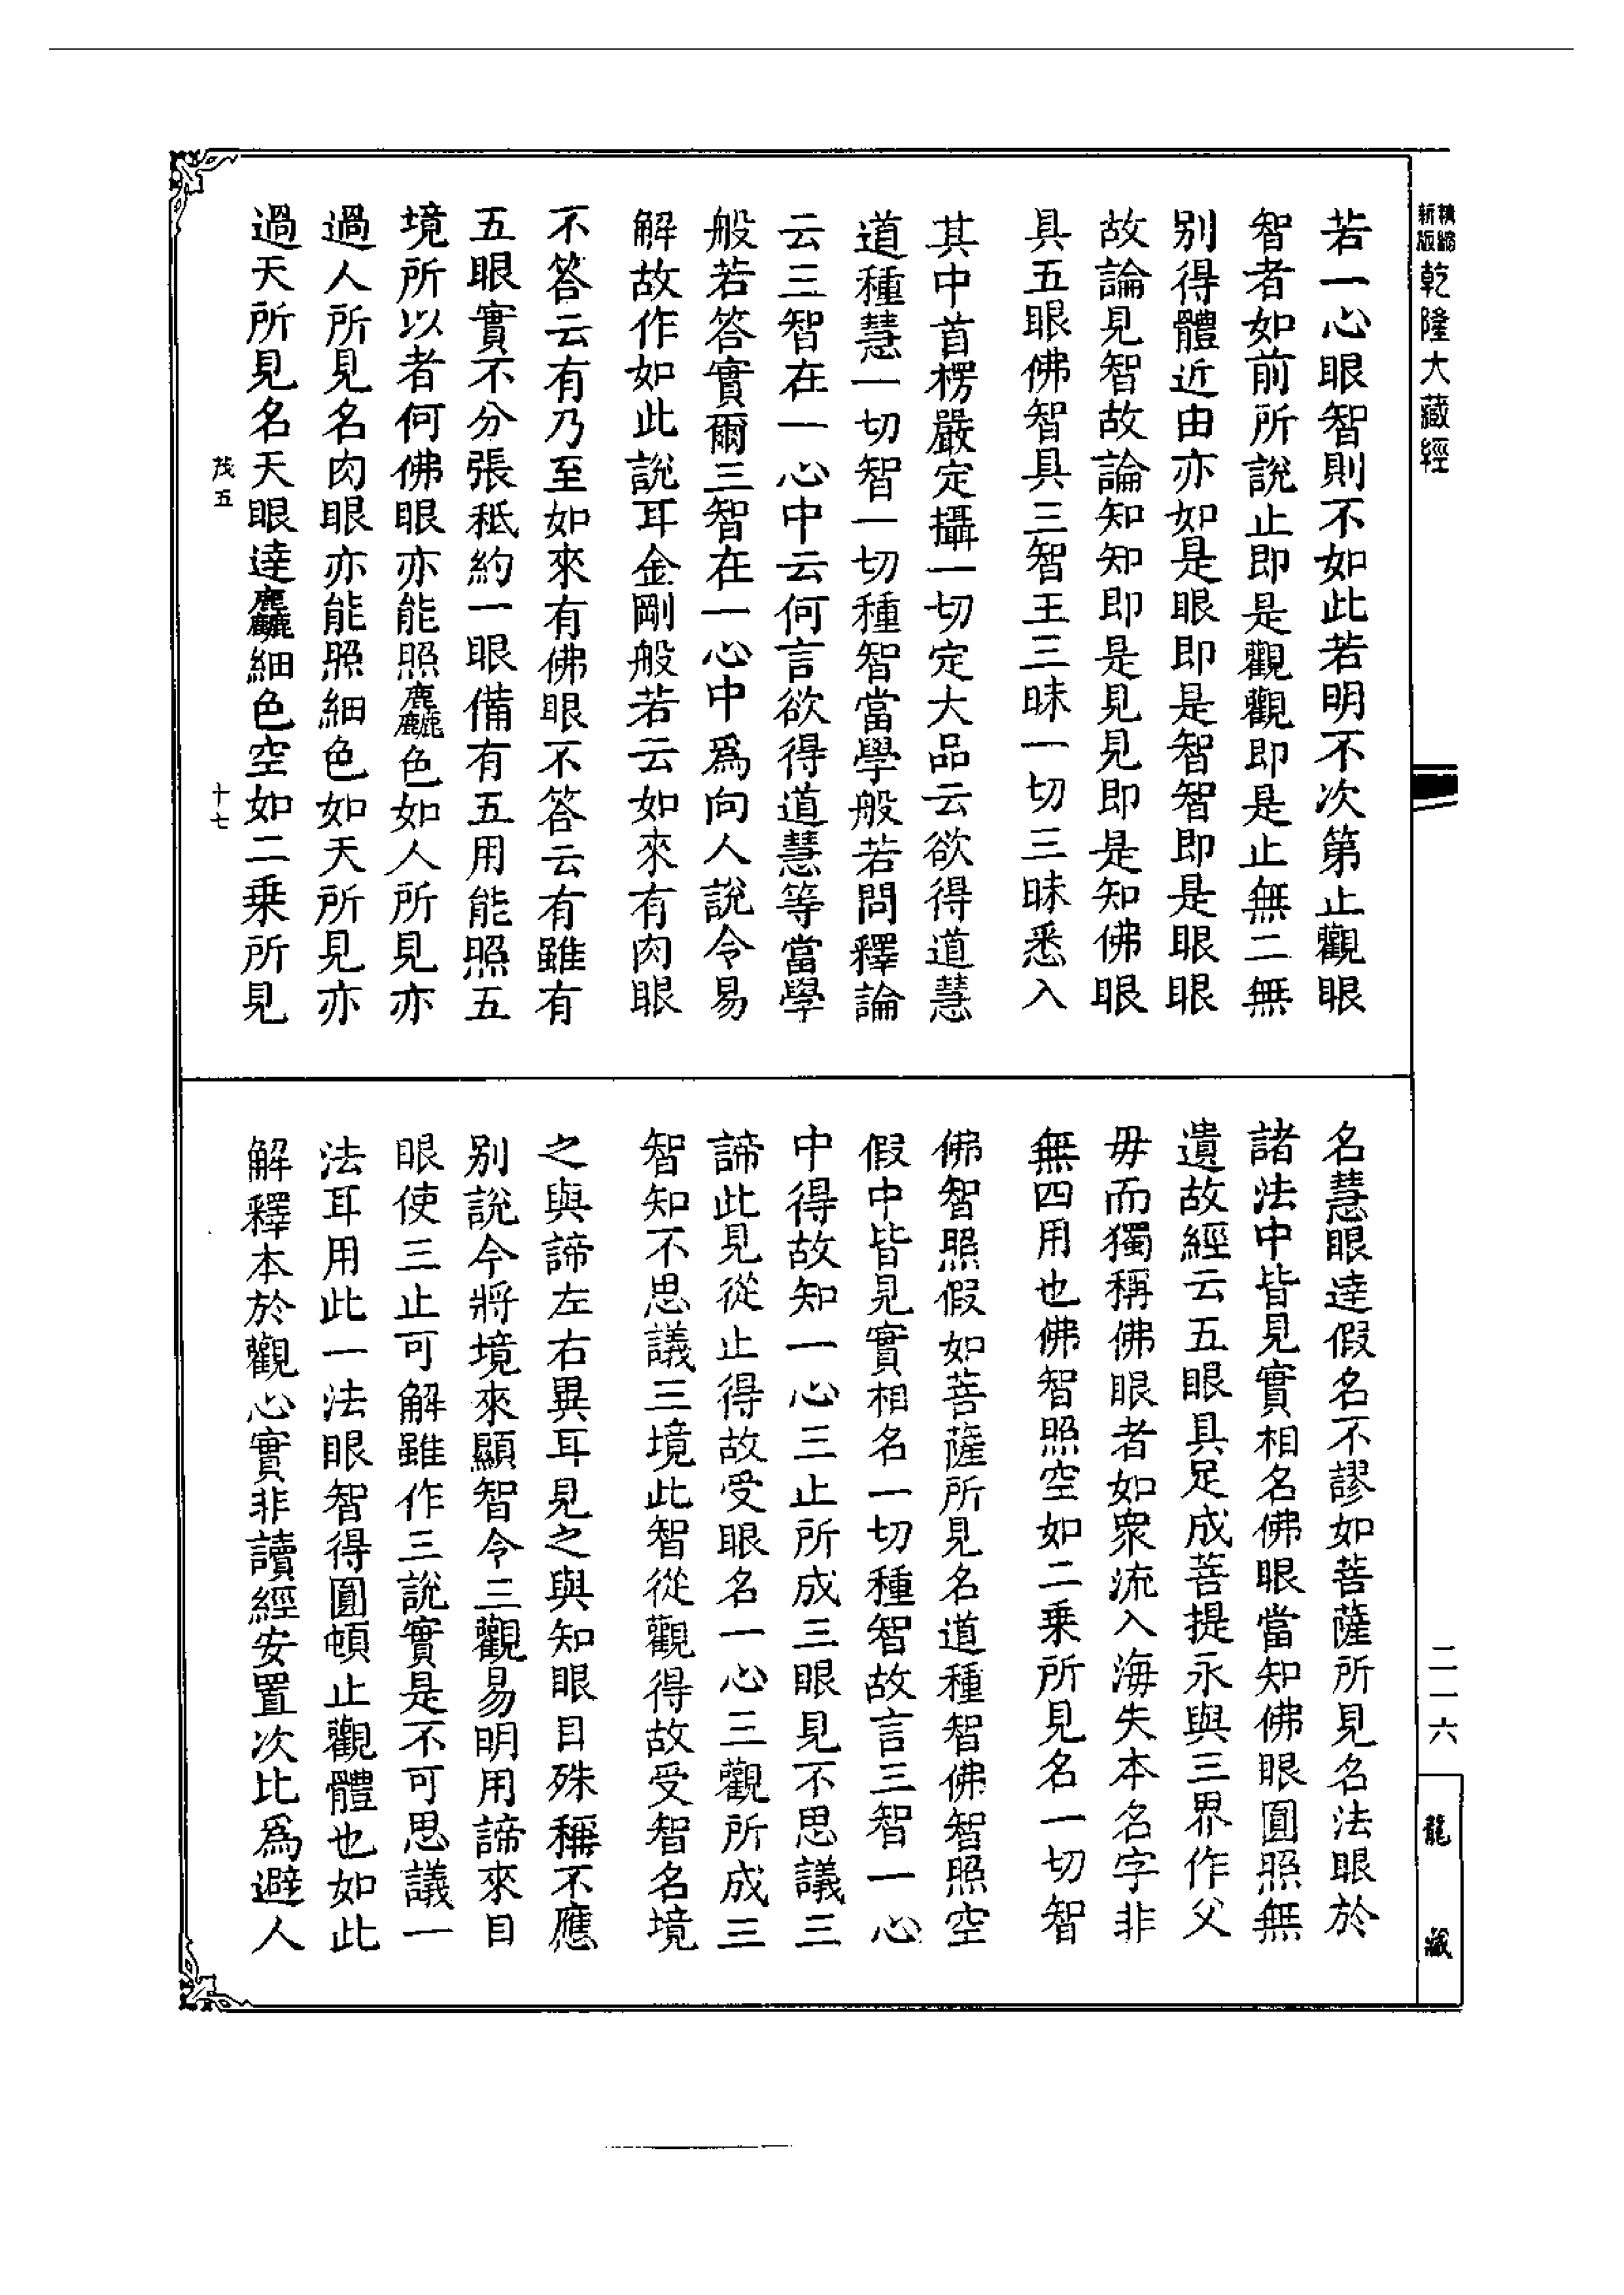 新版精縮
乾隆大藏經
若一心眼智則不如此若明不次第止觀眼
智者如前所說止即是觀觀即是止無二無
別得體近由亦如是眼即是智智即是眼眼
故論見智故論知知即是見見即是知佛眼
具五眼佛智具三智王三昧一切三昧悉入
其中首楞嚴定攝一切定大品云欲得道慧
道種慧一切智一切種智當學般若問釋論
云三智在一心中云何言欲得道慧等當學
般若答實爾三智在一心中為向人說令易
解故作如此說耳金剛般若云如來有肉眼
不答云有乃至如來有佛眼不答云有雖有
五眼實不分張秖約一眼備有五用能照五
境所以者何佛眼亦能照麤色如人所見亦
過人所見名肉眼亦能照細色如天所見亦
過天所見名天眼達麤細色空如二乘所見
茂五
十七
名慧眼達假名不謬如菩薩所見名法眼於
諸法中皆見實相名佛眼當知佛眼圓照無
遺故經云五眼具足成菩提永與三界作父
毋而獨稱佛眼者如衆流入海失本名字非
無四用也佛智照空如二乘所見名一切智
佛智照假如菩薩所見名道種智佛智照空
假中皆見實相名一切種智故言三智一心
中得故知一心三止所成三眼見不思議三
諦此見從止得故受眼名一心三觀所成三
智知不思議三境此智從觀得故受智名境
之與諦左右異耳見之與知眼目殊稱不應
別說今將境來顯智令三觀易明用諦來目
眼使三止可解雖作三說實是不可思議一
法耳用此一法眼智得圓頓止觀體也如此
解釋本於觀心實非讀經安置次比為避人
二一六
龍藏